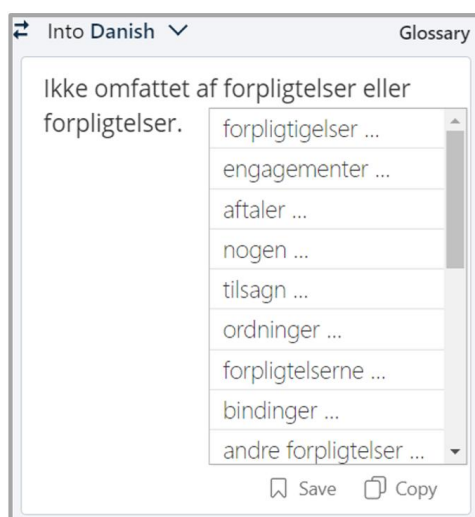 Into Danish
Glossary
Ikke omfattet af forpligtelser eller
forpligtelser.
forpligtigelser ...
engagementer ...
aftaler ...
nogen ...
tilsagn ...
ordninger ...
forpligtelserne ...
bindinger ...
andre forpligtelser ...
Save
Copy